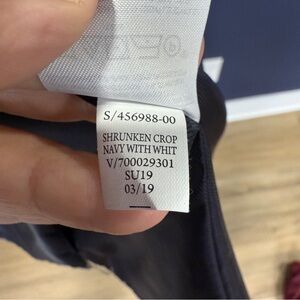 S/456988-00
SHRUNKEN CROP
NAVY WITH WHIT
V/700029301
SU19
03/19